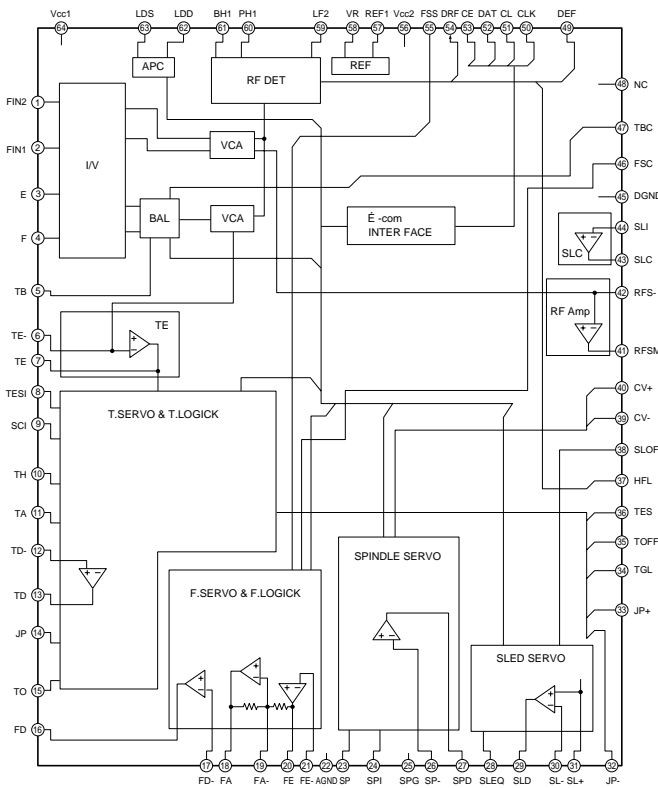 Vcc1 LDS LDD BH1 PH1 LF2 VR REF1 Vcc2 FSS DRF CE DAT CL CLK DEF
64 63 62 61 60 59 58 57 56 55 54 53 52 51 50 49
APC
RF DET
REF
48 NC
FIN2 1
47 TBC
FIN1 2
I/V
VCA
46 FSC
E 3
45 DGND
BAL
VCA
É -com
INTER FACE
44 SLI
+ -
F 4
SLC
43 SLC
TB 5
42 RFS-
RF Amp
+ -
TE- 6
TE
+
-
TE 7
41 RFSM
TESI 8
40 CV+
T.SERVO & T.LOGICK
39 CV-
SCI 9
38 SLOF
TH 10
37 HFL
TA 11
36 TES
TD- 12
35 TOFF
SPINDLE SERVO
+ -
34 TGL
TD 13
F.SERVO & F.LOGICK
33 JP+
JP 14
+ -
SLED SERVO
TO 15
+
-
+
-
+ -
+
-
FD 16
17 18 19 20 21 22 23 24 25 26 27 28 29 30 31 32
FD- FA FA- FE FE- AGND SP SPI SPG SP- SPD SLEQ SLD SL- SL+ JP-